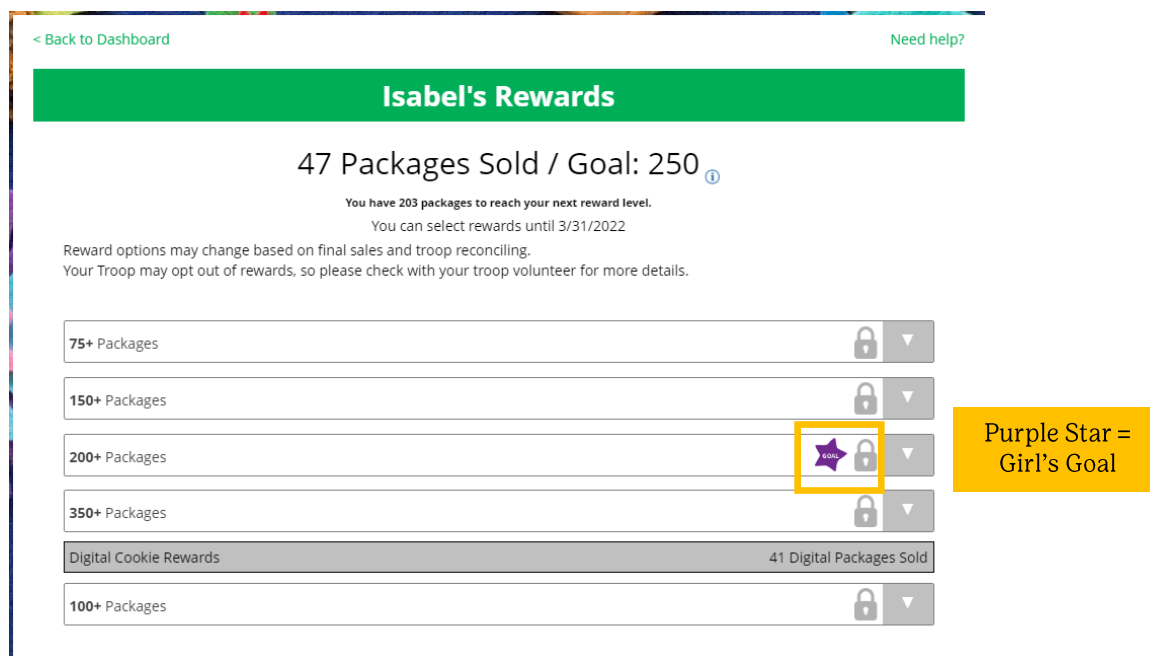 < Back to Dashboard
Need help?
Isabel's Rewards
47 Packages Sold / Goal: 250
You have 203 packages to reach your next reward level.
You can select rewards until 3/31/2022
Reward options may change based on final sales and troop reconciling.
Your Troop may opt out of rewards, so please check with your troop volunteer for more details.
75+ Packages
150+ Packages
200+ Packages
GOAL
Purple Star =
Girl's Goal
350+ Packages
Digital Cookie Rewards
41 Digital Packages Sold
100+ Packages